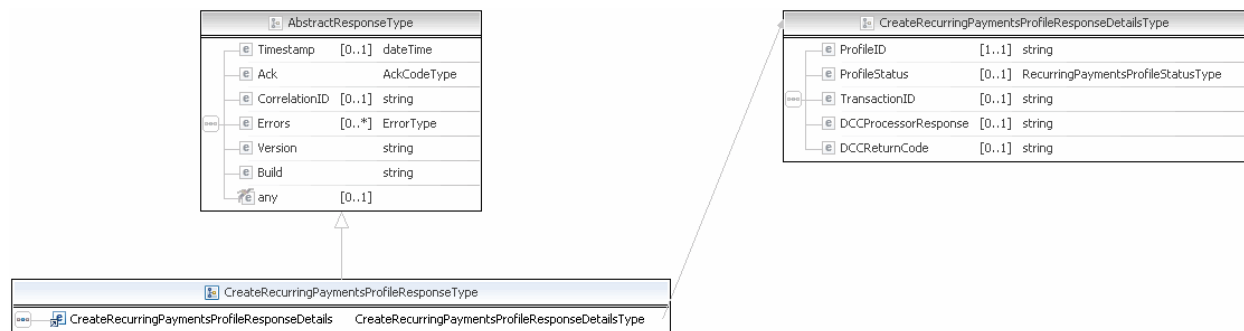 AbstractResponseType
Timestamp [0..1] dateTime
Ack AckCodeType
CorrelationID [0..1] string
Errors [0..*] ErrorType
Version string
Build string
any [0..1]
CreateRecurringPaymentsProfileResponseDetailsType
ProfileID [1..1] string
ProfileStatus [0..1] RecurringPaymentsProfileStatusType
TransactionID [0..1] string
DCCProcessorResponse [0..1] string
DCCReturnCode [0..1] string
CreateRecurringPaymentsProfileResponseType
CreateRecurringPaymentsProfileResponseDetails CreateRecurringPaymentsProfileResponseDetailsType